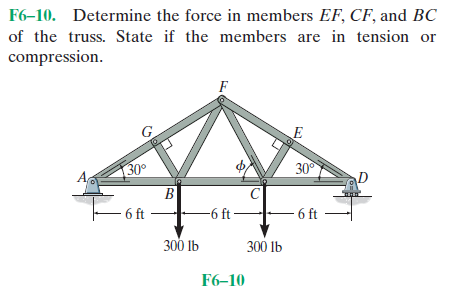 F6–10. Determine the force in members EF, CF, and BC
of the truss. State if the members are in tension or
compression.
F
G
E
A
30°
ϕ
30°
D
B
C
6 ft
6 ft
6 ft
300 lb
300 lb
F6–10